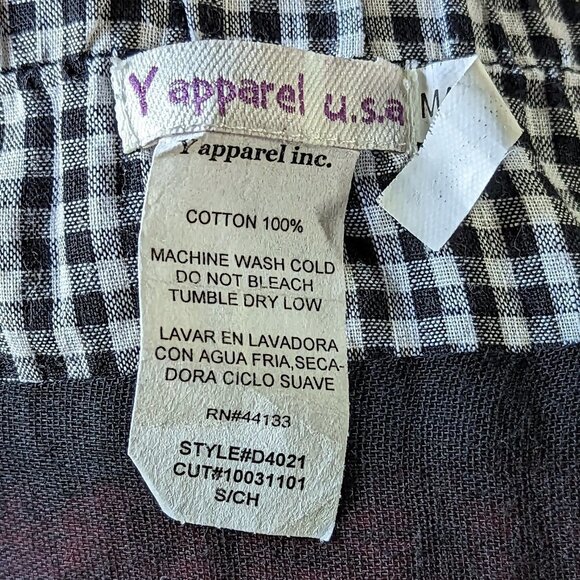 Y apparel u.s.a
MA
Y apparel inc.
COTTON 100%
MACHINE WASH COLD
DO NOT BLEACH
TUMBLE DRY LOW
LAVAR EN LAVADORA
CON AGUA FRIA,SECA-
DORA CICLO SUAVE
RN#44133
STYLE#D4021
CUT#10031101
S/CH